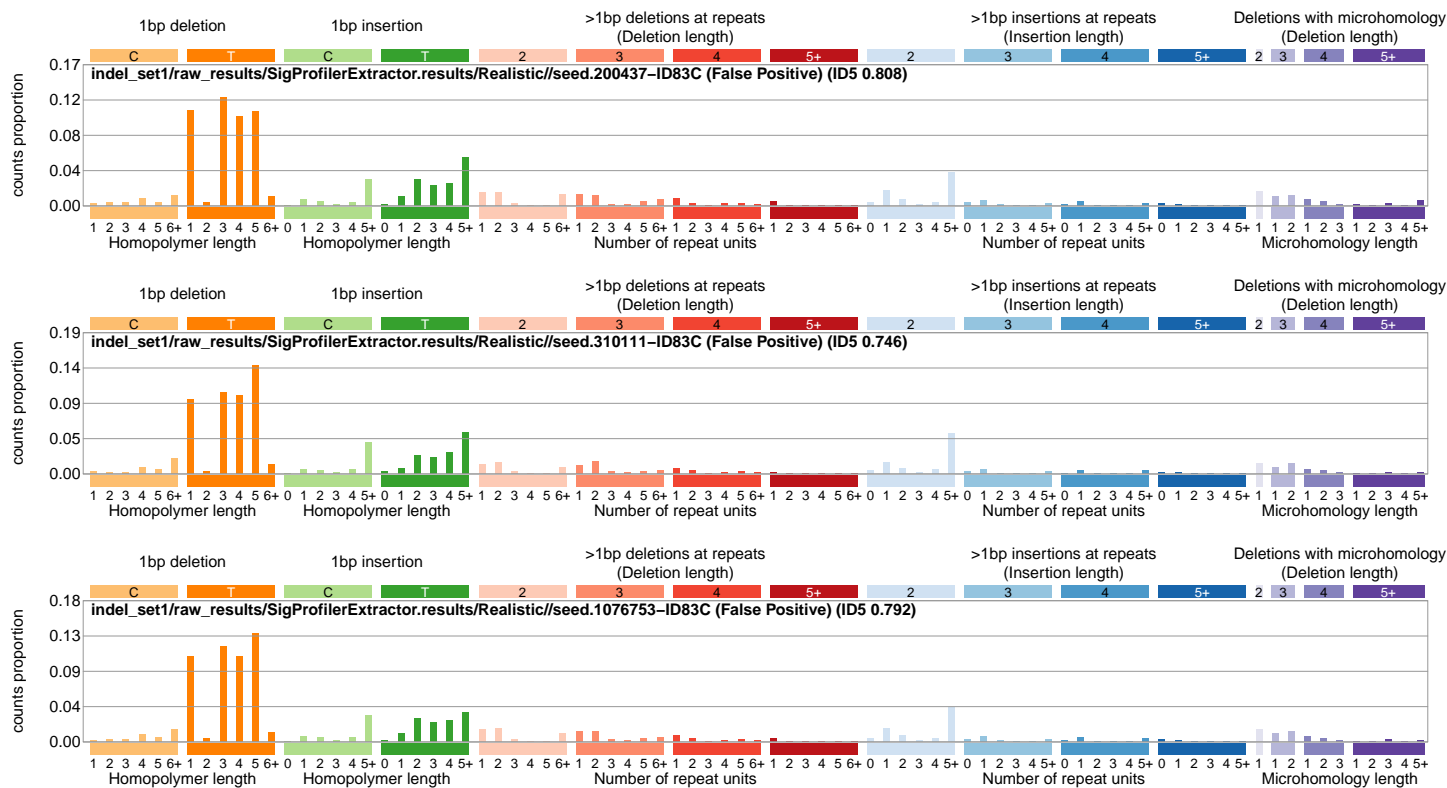 1bp deletion 1bp insertion >1bp deletions at repeats (Deletion length) >1bp insertions at repeats (Insertion length) Deletions with microhomology (Deletion length)
C T C T 2 3 4 5+ 2 3 4 5+ 2 3 4 5+
indel_set1/raw_results/SigProfilerExtractor.results/Realistic//seed.200437−ID83C (False Positive) (ID5 0.808)
counts proportion
0.17
0.12
0.08
0.04
0.00
1 2 3 4 5 6+ 1 2 3 4 5 6+ 0 1 2 3 4 5+ 0 1 2 3 4 5+ 1 2 3 4 5 6+ 1 2 3 4 5 6+ 1 2 3 4 5 6+ 1 2 3 4 5 6+ 0 1 2 3 4 5+ 0 1 2 3 4 5+ 0 1 2 3 4 5+ 0 1 2 3 4 5+ 1 1 2 1 2 3 1 2 3 4 5+
Homopolymer length Homopolymer length Number of repeat units Number of repeat units Microhomology length
1bp deletion 1bp insertion >1bp deletions at repeats (Deletion length) >1bp insertions at repeats (Insertion length) Deletions with microhomology (Deletion length)
C T C T 2 3 4 5+ 2 3 4 5+ 2 3 4 5+
indel_set1/raw_results/SigProfilerExtractor.results/Realistic//seed.310111−ID83C (False Positive) (ID5 0.746)
counts proportion
0.19
0.14
0.09
0.05
0.00
1 2 3 4 5 6+ 1 2 3 4 5 6+ 0 1 2 3 4 5+ 0 1 2 3 4 5+ 1 2 3 4 5 6+ 1 2 3 4 5 6+ 1 2 3 4 5 6+ 1 2 3 4 5 6+ 0 1 2 3 4 5+ 0 1 2 3 4 5+ 0 1 2 3 4 5+ 0 1 2 3 4 5+ 1 1 2 1 2 3 1 2 3 4 5+
Homopolymer length Homopolymer length Number of repeat units Number of repeat units Microhomology length
1bp deletion 1bp insertion >1bp deletions at repeats (Deletion length) >1bp insertions at repeats (Insertion length) Deletions with microhomology (Deletion length)
C T C T 2 3 4 5+ 2 3 4 5+ 2 3 4 5+
indel_set1/raw_results/SigProfilerExtractor.results/Realistic//seed.1076753−ID83C (False Positive) (ID5 0.792)
counts proportion
0.18
0.13
0.09
0.04
0.00
1 2 3 4 5 6+ 1 2 3 4 5 6+ 0 1 2 3 4 5+ 0 1 2 3 4 5+ 1 2 3 4 5 6+ 1 2 3 4 5 6+ 1 2 3 4 5 6+ 1 2 3 4 5 6+ 0 1 2 3 4 5+ 0 1 2 3 4 5+ 0 1 2 3 4 5+ 0 1 2 3 4 5+ 1 1 2 1 2 3 1 2 3 4 5+
Homopolymer length Homopolymer length Number of repeat units Number of repeat units Microhomology length